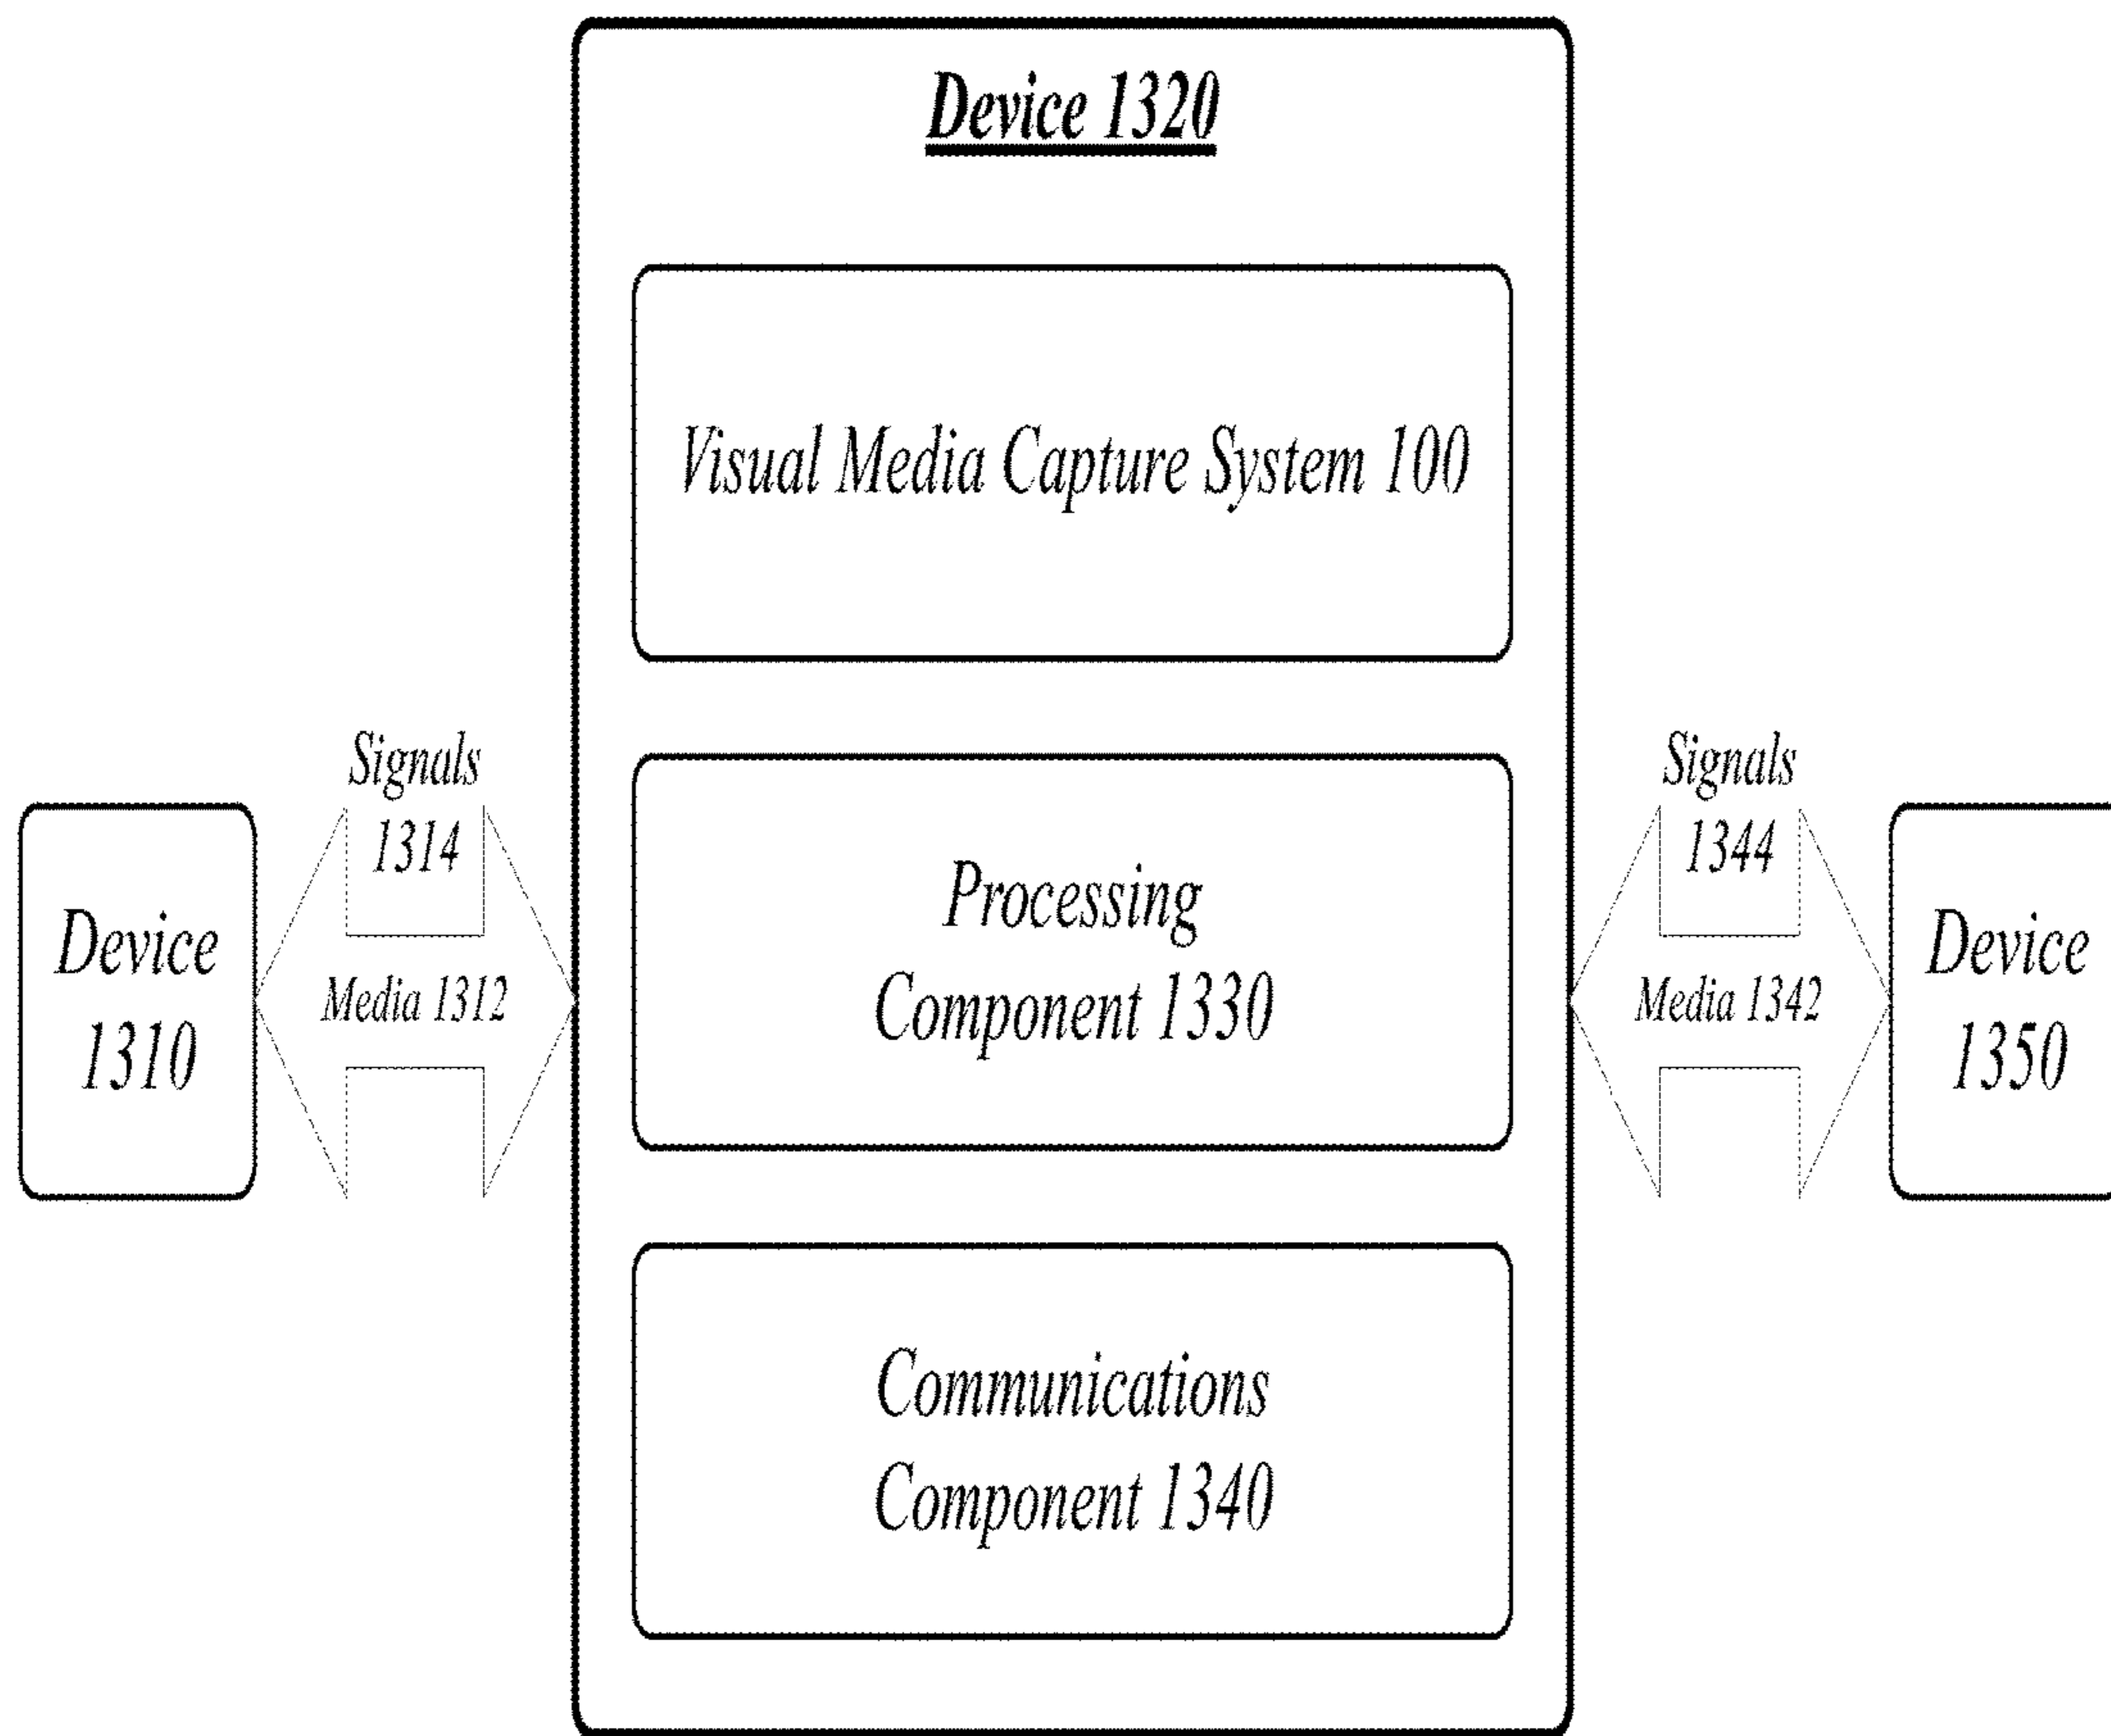 Device 1320
Visual Media Capture System 100
Signals
1314
Media 1312
Device
1310
Processing
Component 1330
Signals
1344
Media 1342
Device
1350
Communications
Component 1340